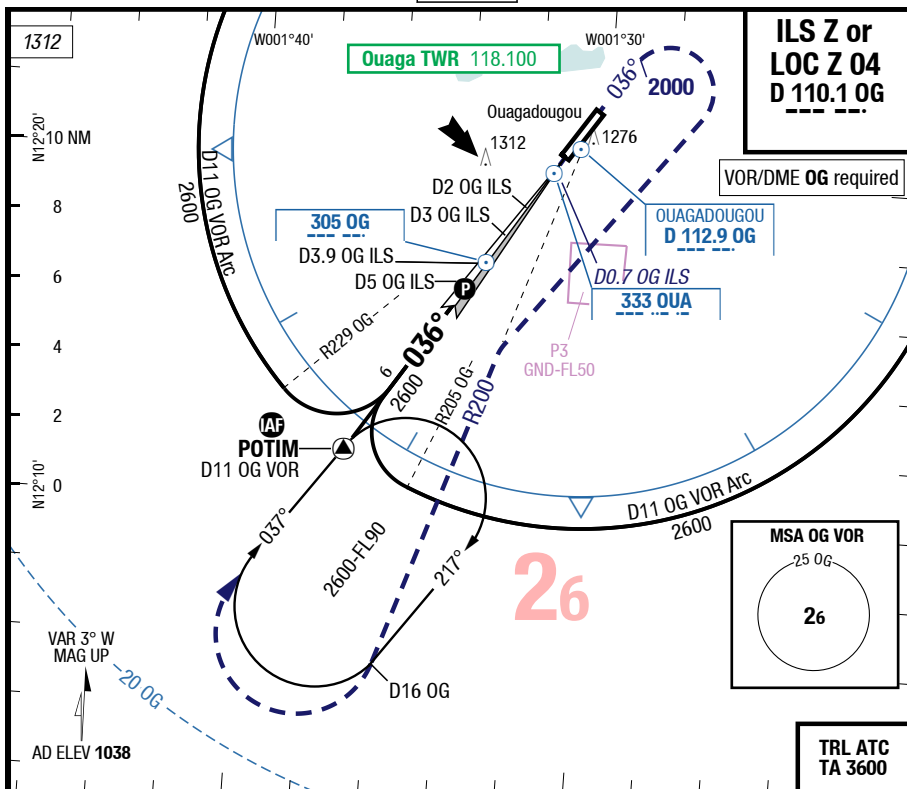 1312
W001°40'
W001°30'
ILS Z or
LOC Z 04
D 110.1 OG
Ouaga TWR 118.100
036°
2000
Ouagadougou
1312
1276
N12°20'
10 NM
8
6
4
2
0
N12°10'
VOR/DME OG required
D11 OG VOR Arc
2600
D2 OG ILS
D3 OG ILS
305 OG
D3.9 OG ILS
D5 OG ILS
P
OUAGADOUGOU
D 112.9 OG
D0.7 OG ILS
333 OUA
P3
GND-FL50
R229 OG
036°
6
2600
R205 OG
R200
IAF
POTIM
D11 OG VOR
D11 OG VOR Arc
2600
037°
2600-FL90
217°
26
MSA OG VOR
25 OG
26
VAR 3° W
MAG UP
20 OG
D16 OG
AD ELEV 1038
TRL ATC
TA 3600